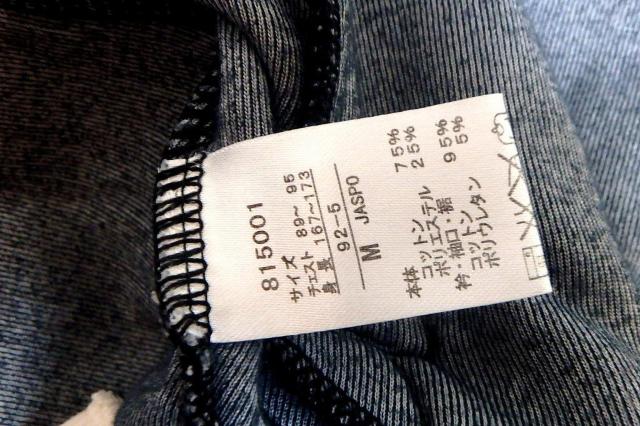 815001
サイズ
チェスト 89～95
身長 167～173
92-5
M JASPO
本体
コットン 75%
ポリエステル 25%
衿・袖口・裾
コットン 95%
ポリウレタン 5%